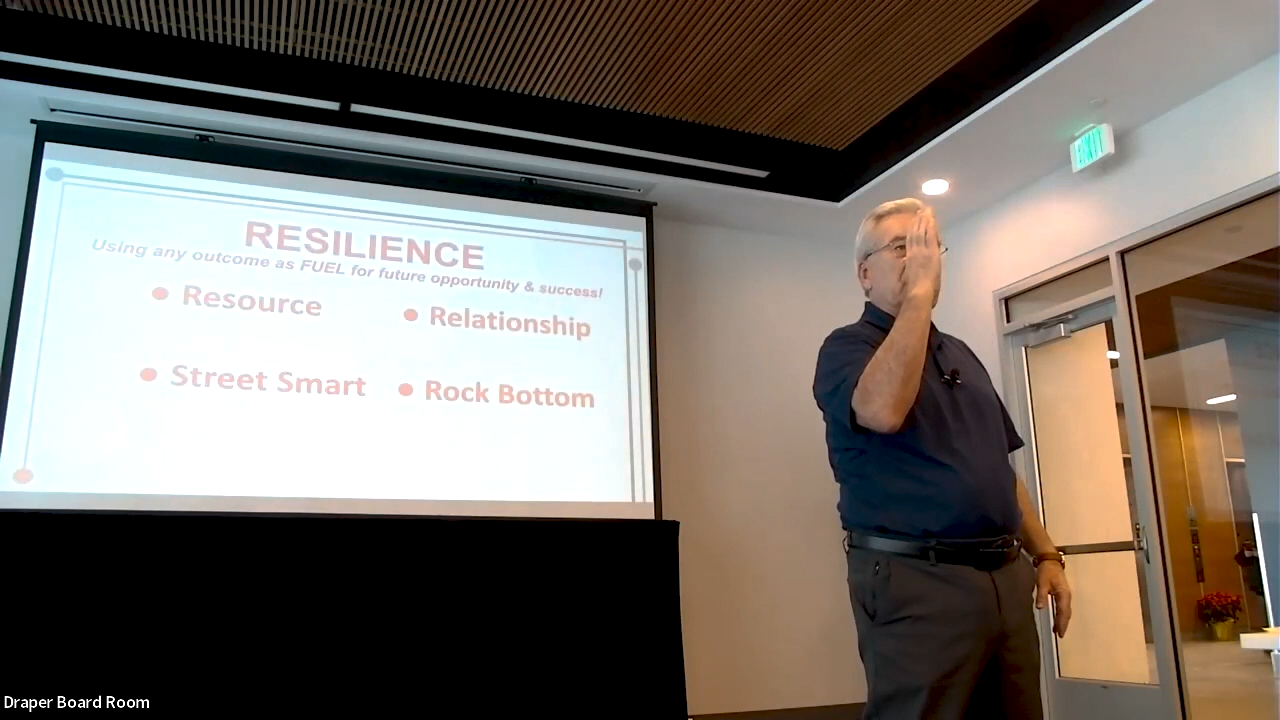 EXIT
RESILIENCE
Using any outcome as FUEL for future opportunity & success!
Resource
Relationship
Street Smart
Rock Bottom
Draper Board Room